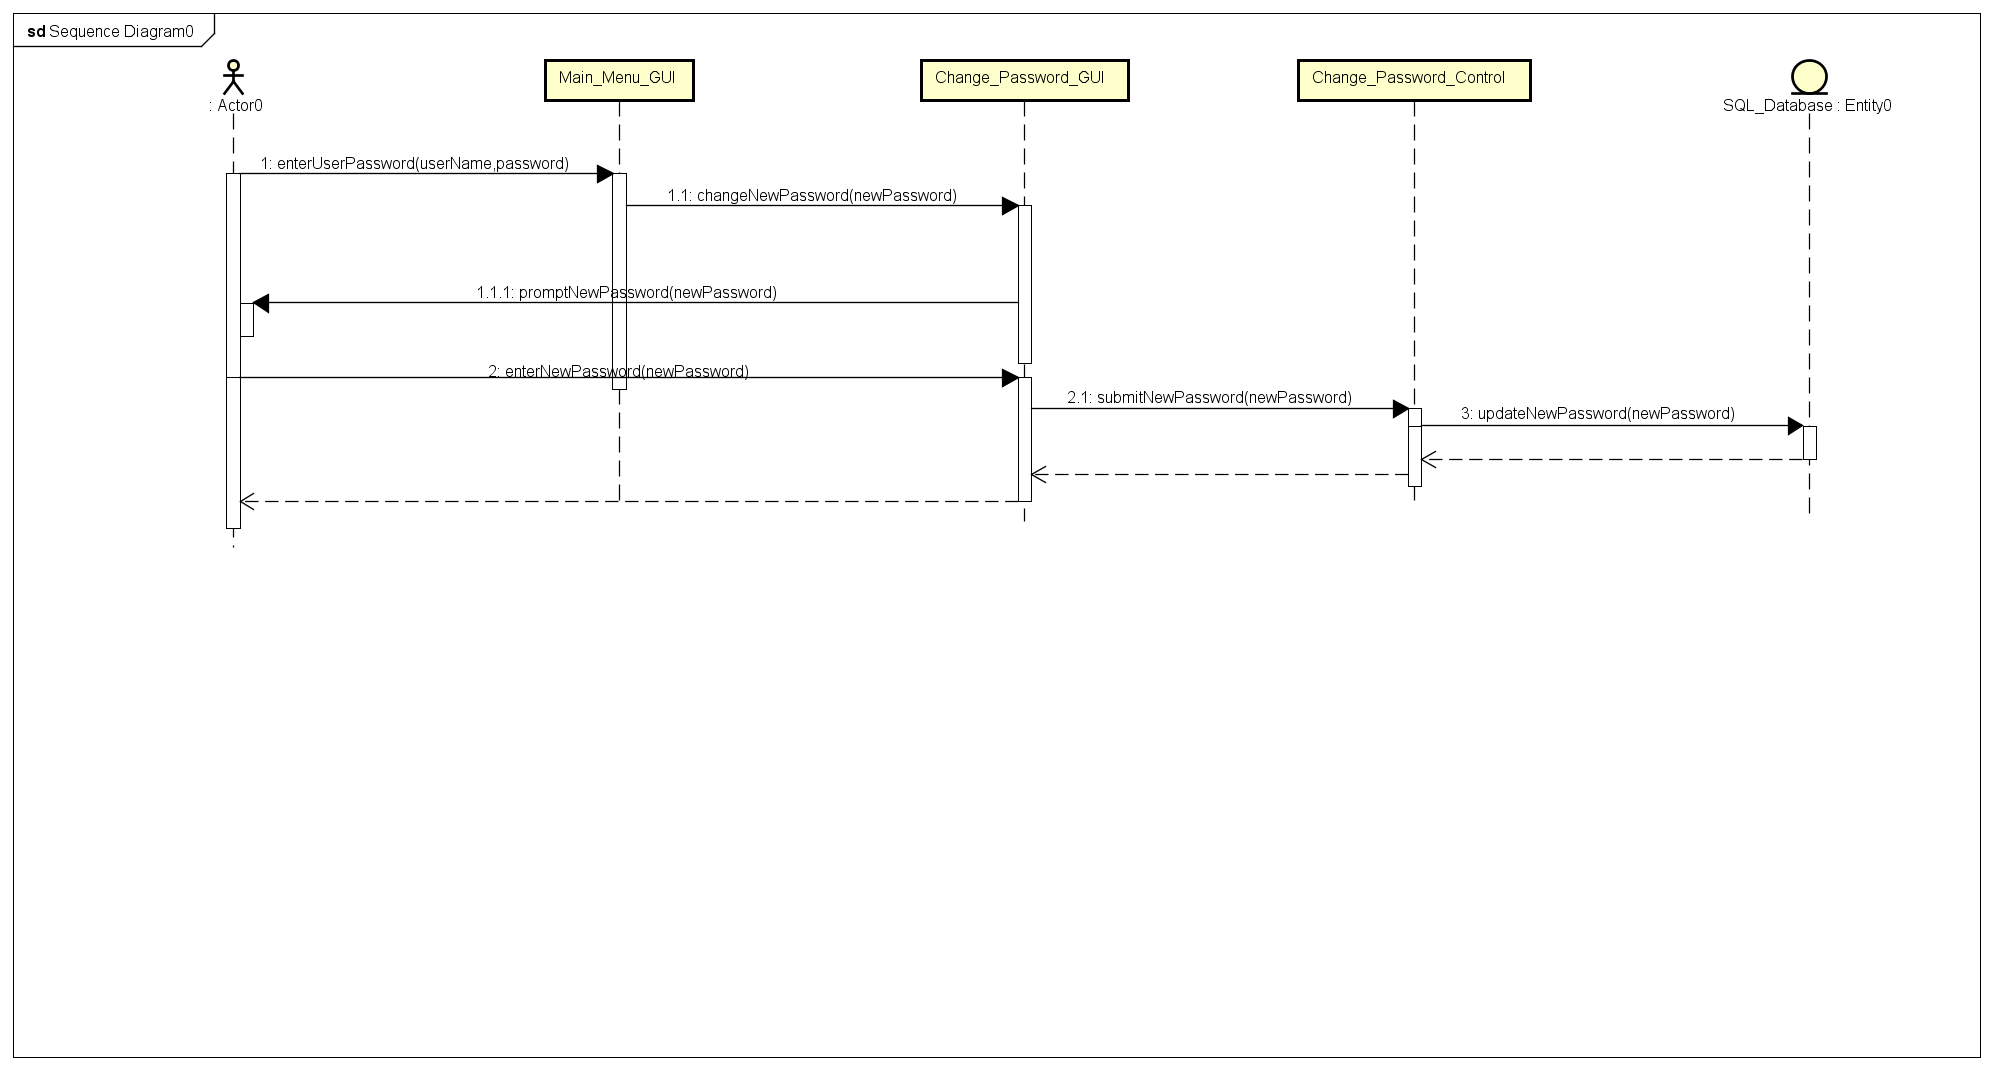 sd Sequence Diagram0
: Actor0
Main_Menu_GUI
Change_Password_GUI
Change_Password_Control
SQL_Database : Entity0
1: enterUserPassword(userName,password)
1.1: changeNewPassword(newPassword)
1.1.1: promptNewPassword(newPassword)
2: enterNewPassword(newPassword)
2.1: submitNewPassword(newPassword)
3: updateNewPassword(newPassword)